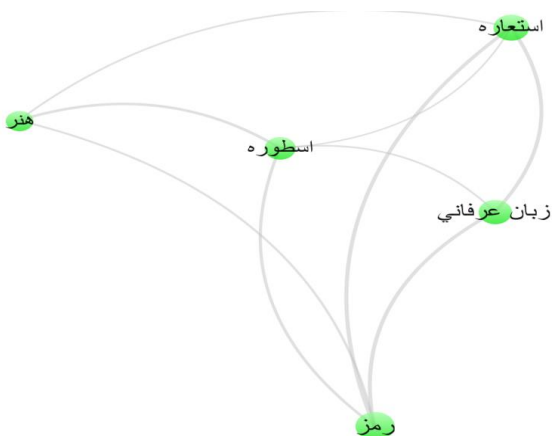 استعاره
هنر
اسطوره
زبان عرفاني
رمز